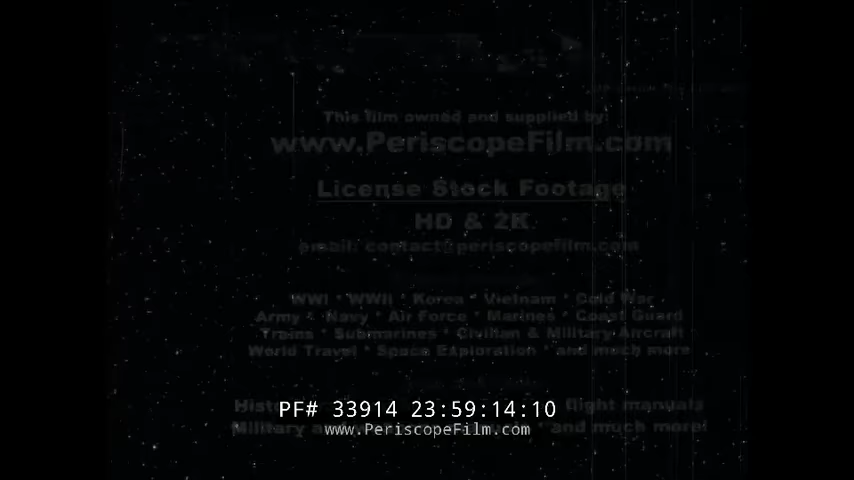 This film owned and supplied by:
www.PeriscopeFilm.com
License Stock Footage
HD & 2K
email: contact@periscopefilm.com
WWI * WWII * Korea * Vietnam * Cold War
Army * Navy * Air Force * Marines * Coast Guard
Trains * Submarines * Civilian & Military Aircraft
World Travel * Space Exploration * and much more
PF# 33914 23:59:14:10
flight manuals
www.PeriscopeFilm.com
Military * and much more!